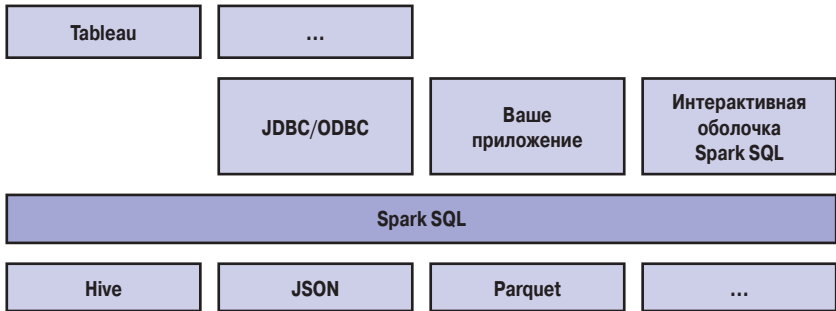 Tableau
...
JDBC/ODBC
Ваше
приложение
Интерактивная
оболочка
Spark SQL
Spark SQL
Hive
JSON
Parquet
...